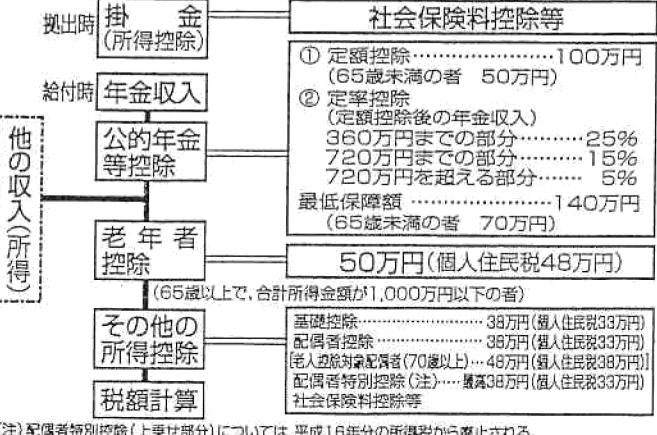 拠出時
掛金
(所得控除)
社会保険料控除等
給付時
年金収入
公的年金
等控除
① 定額控除……………………100万円
(65歳未満の者 50万円)
② 定率控除
(定額控除後の年金収入)
360万円までの部分………25%
720万円までの部分………15%
720万円を超える部分…… 5%
最低保障額 …………………140万円
(65歳未満の者 70万円)
他の収入(所得)
老年者
控除
50万円(個人住民税48万円)
(65歳以上で、合計所得金額が1,000万円以下の者)
その他の
所得控除
基礎控除………………………38万円(個人住民税33万円)
配偶者控除……………………38万円(個人住民税33万円)
[老人控除対象配偶者(70歳以上)…48万円(個人住民税38万円)]
配偶者特別控除(注)……最高38万円(個人住民税33万円)
社会保険料控除等
税額計算
(注)配偶者特別控除(上乗せ部分)については、平成16年分の所得税から廃止される。